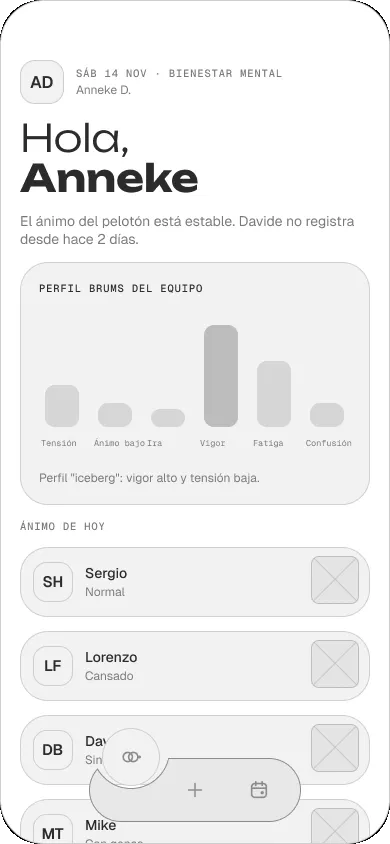 AD
SÁB 14 NOV · BIENESTAR MENTAL
Anneke D.
Hola,
Anneke
El ánimo del pelotón está estable. Davide no registra
desde hace 2 días.
PERFIL BRUMS DEL EQUIPO
Tensión Ánimo bajo Ira Vigor Fatiga Confusión
Perfil "iceberg": vigor alto y tensión baja.
ÁNIMO DE HOY
SH
Sergio
Normal
LF
Lorenzo
Cansado
DB
MT
Mike